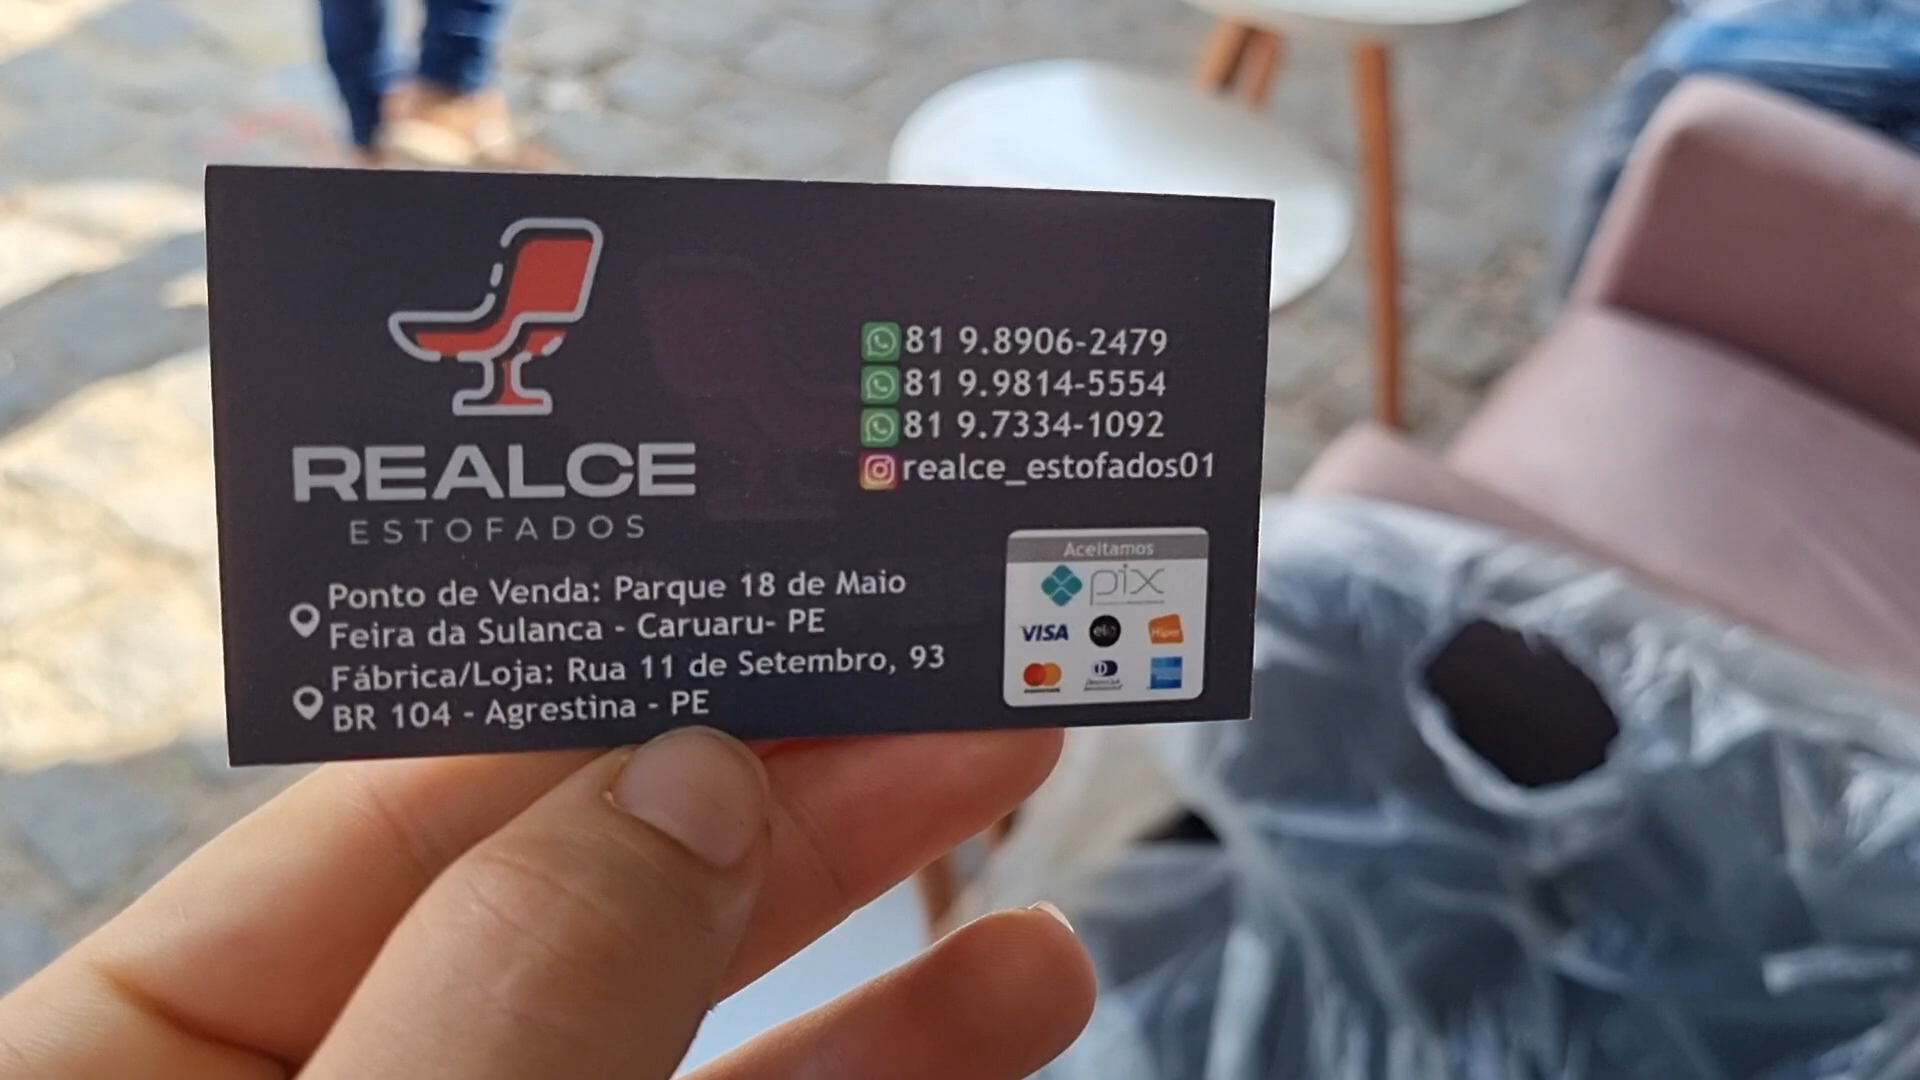 REALCE
ESTOFADOS
81 9.8906-2479
81 9.9814-5554
81 9.7334-1092
realce_estofados01
Ponto de Venda: Parque 18 de Maio
Feira da Sulanca - Caruaru- PE
Fábrica/Loja: Rua 11 de Setembro, 93
BR 104 - Agrestina - PE
Aceitamos
pix
VISA elo Hiper